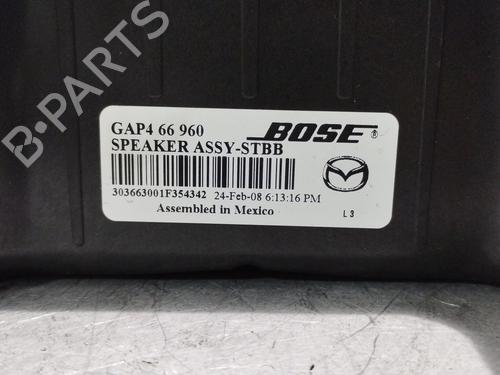 B-PARTS
GAP4 66 960
BOSE®
SPEAKER ASSY-STBB
303663001F354342 24-Feb-08 6:13:16 PM
Assembled in Mexico
L3